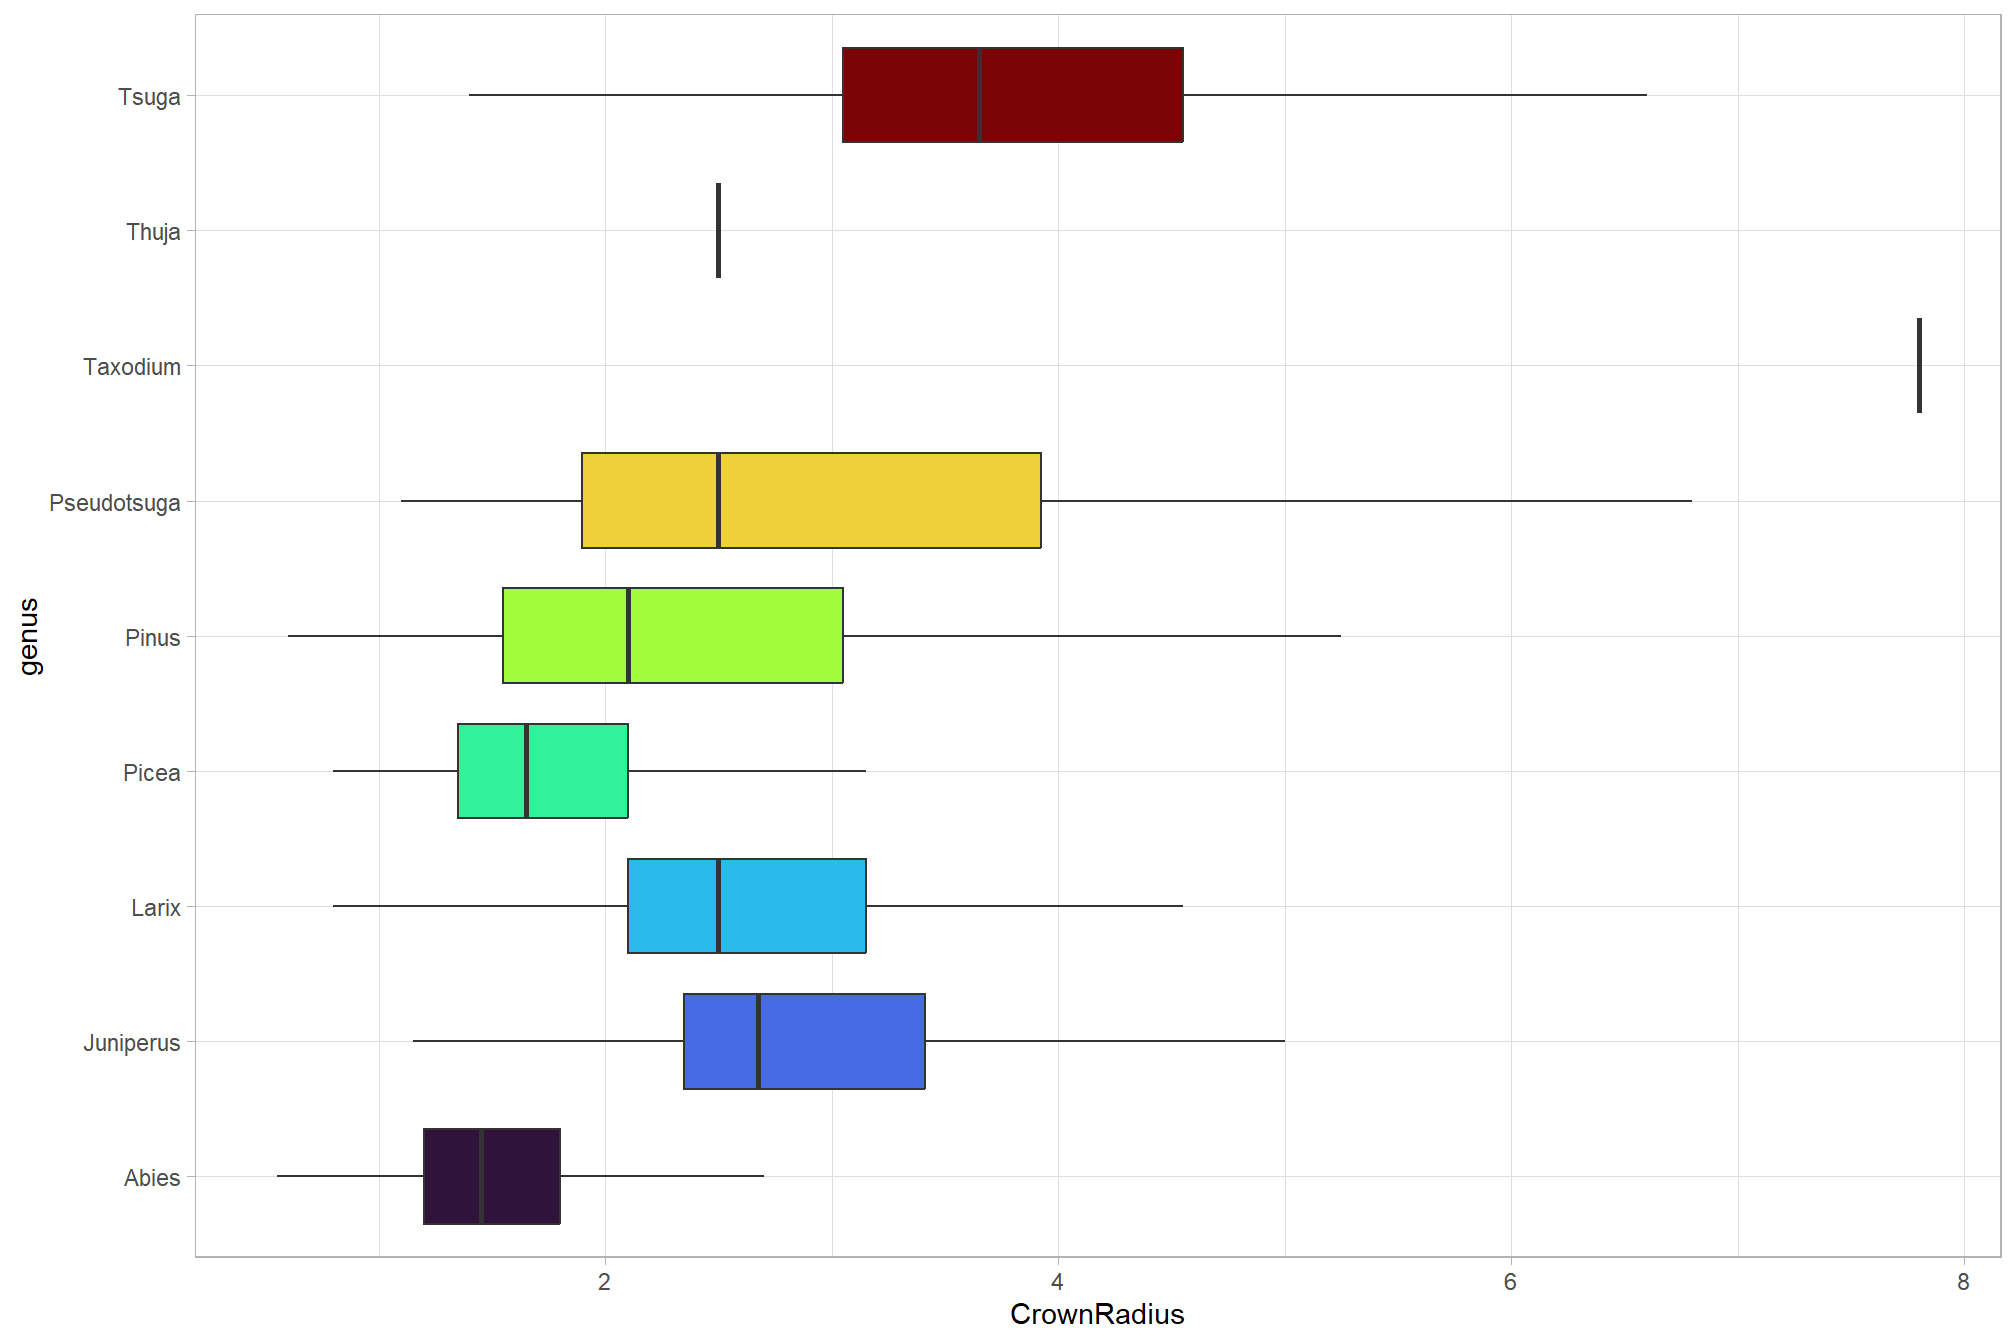 Tsuga
Thuja
Taxodium
Pseudotsuga
Pinus
Picea
Larix
Juniperus
Abies
genus
2 4 6 8
CrownRadius